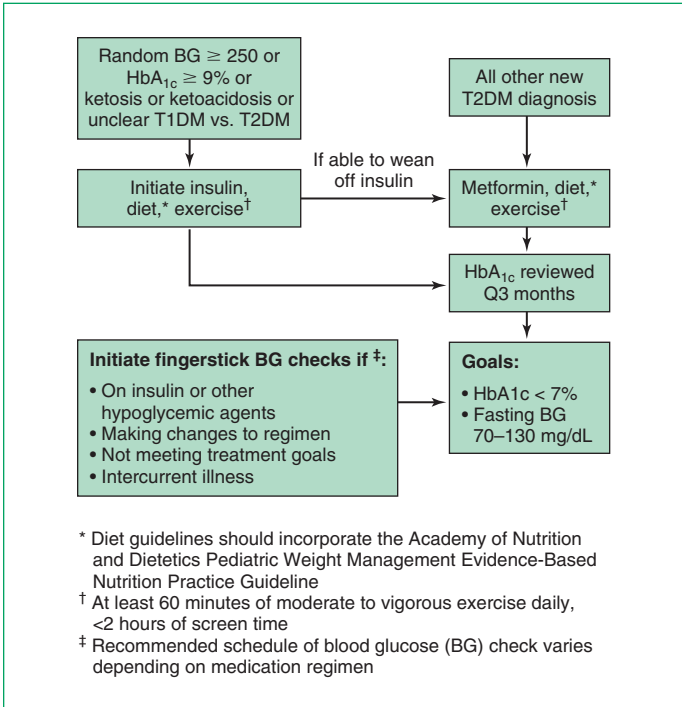 Random BG ≥ 250 or
HbA1c ≥ 9% or
ketosis or ketoacidosis or
unclear T1DM vs. T2DM
All other new
T2DM diagnosis
If able to wean
off insulin
Initiate insulin,
diet,* exercise†
Metformin, diet,*
exercise†
HbA1c reviewed
Q3 months
Initiate fingerstick BG checks if ‡:
• On insulin or other
hypoglycemic agents
• Making changes to regimen
• Not meeting treatment goals
• Intercurrent illness
Goals:
• HbA1c < 7%
• Fasting BG
70–130 mg/dL
* Diet guidelines should incorporate the Academy of Nutrition
and Dietetics Pediatric Weight Management Evidence-Based
Nutrition Practice Guideline
† At least 60 minutes of moderate to vigorous exercise daily,
<2 hours of screen time
‡ Recommended schedule of blood glucose (BG) check varies
depending on medication regimen